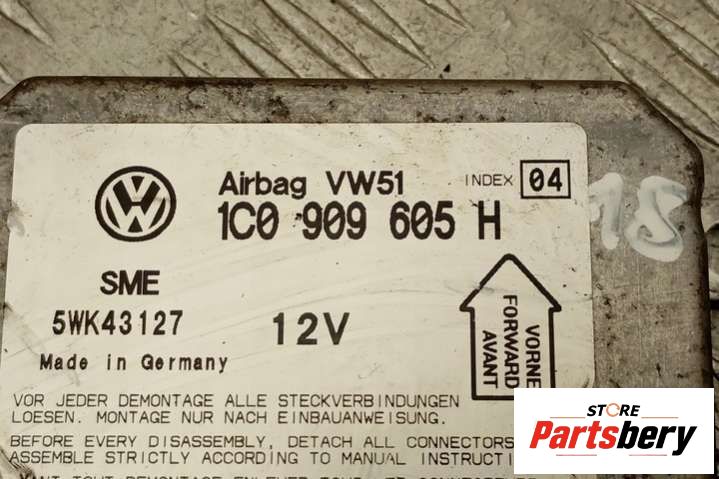 Airbag VW51 INDEX 04
1C0 909 605 H
18
SME
5WK43127
12V
Made in Germany
VORNE
FORWARD
AVANT
VOR JEDER DEMONTAGE ALLE STECKVERBINDUNGEN
LOESEN. MONTAGE NUR NACH EINBAUANWEISUNG.
BEFORE EVERY DISASSEMBLY, DETACH ALL CONNECTORS
ASSEMBLE STRICTLY ACCORDING TO MANUAL INSTRUCTI
STORE
Partsbery